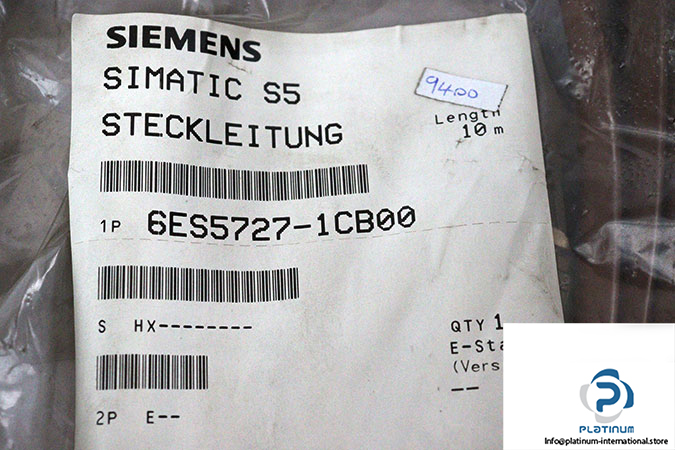 SIEMENS
SIMATIC S5
9400
STECKLEITUNG
Length
10 m
1P 6ES5727-1CB00
S HX--------
QTY 1
E-Sta
(Vers
--
2P E--
PLATINUM
Info@platinum-international.store